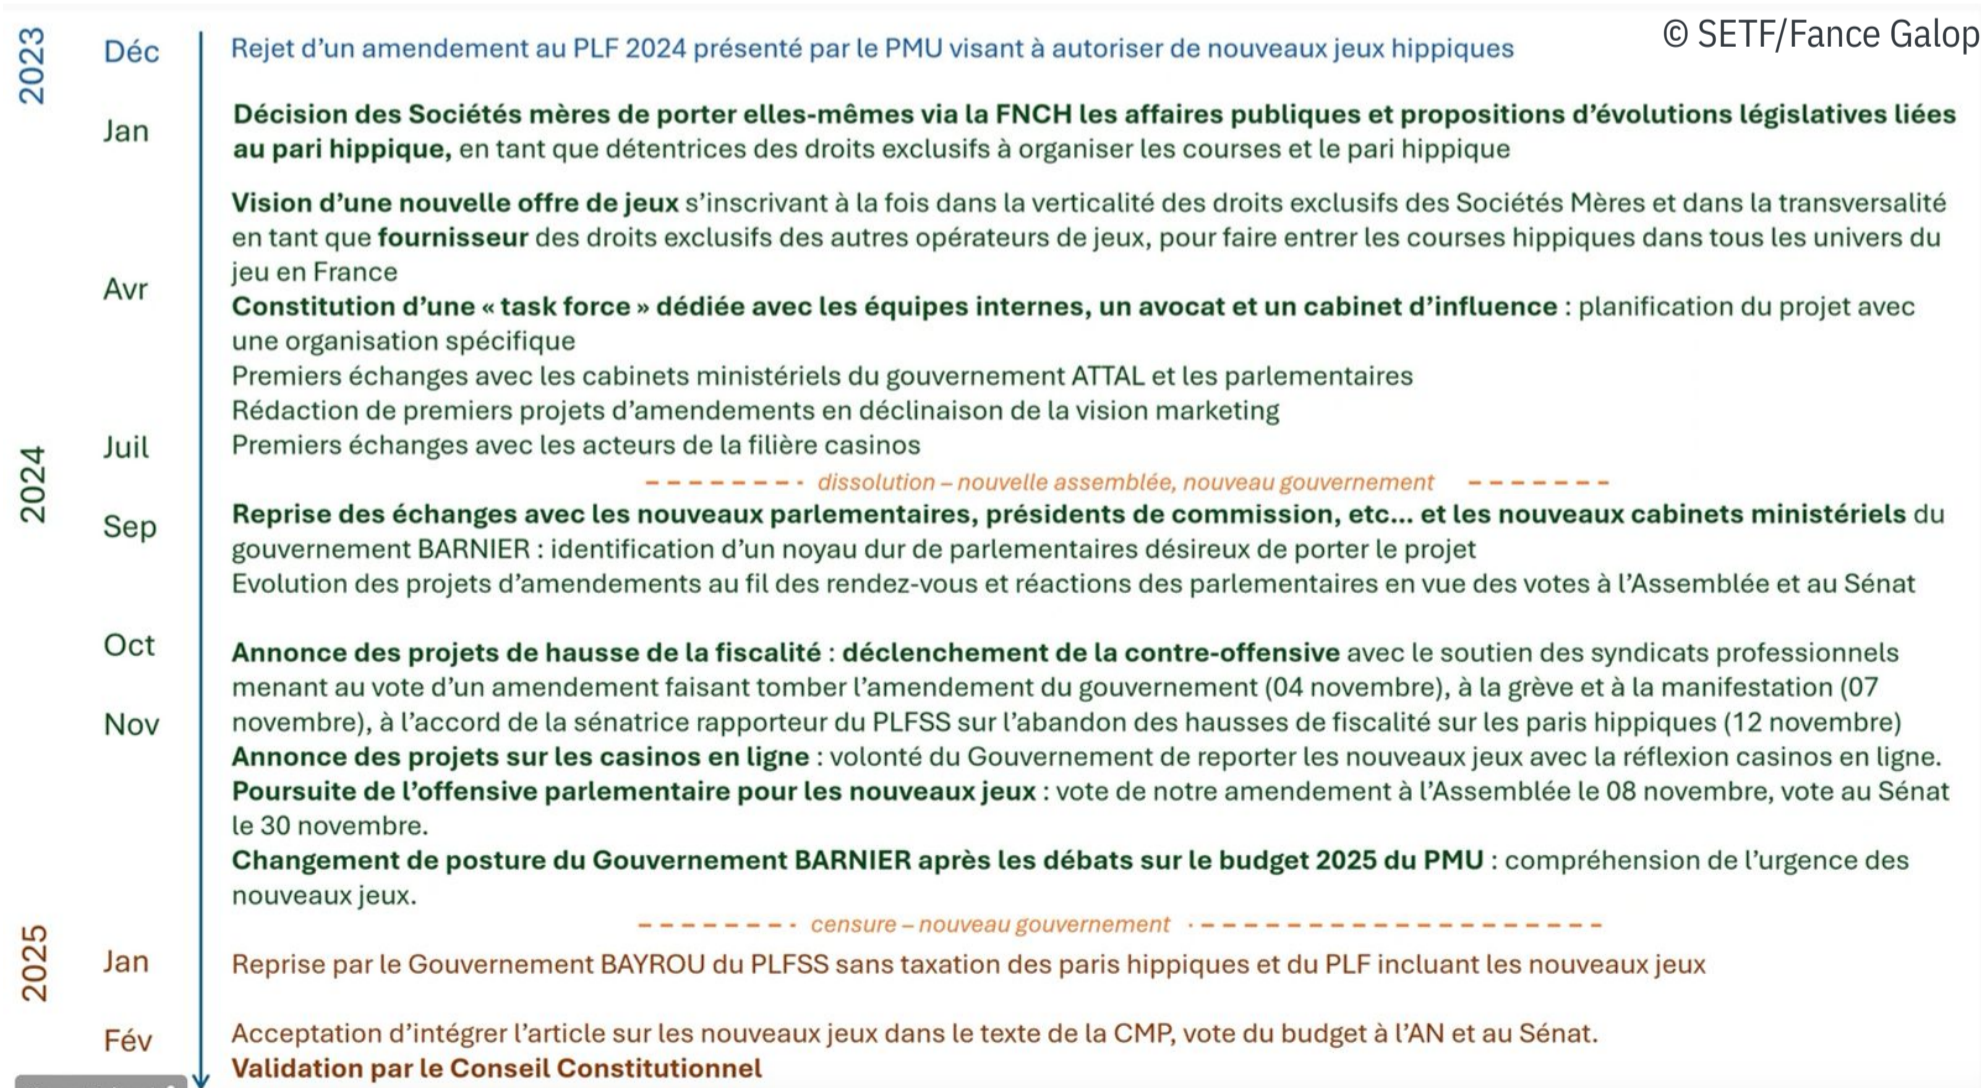 © SETF/Fance Galop
2023
Déc
Rejet d'un amendement au PLF 2024 présenté par le PMU visant à autoriser de nouveaux jeux hippiques
2024
Jan
Décision des Sociétés mères de porter elles-mêmes via la FNCH les affaires publiques et propositions d'évolutions législatives liées
au pari hippique, en tant que détentrices des droits exclusifs à organiser les courses et le pari hippique
Avr
Vision d'une nouvelle offre de jeux s'inscrivant à la fois dans la verticalité des droits exclusifs des Sociétés Mères et dans la transversalité
en tant que fournisseur des droits exclusifs des autres opérateurs de jeux, pour faire entrer les courses hippiques dans tous les univers du
jeu en France
Constitution d'une « task force » dédiée avec les équipes internes, un avocat et un cabinet d'influence : planification du projet avec
une organisation spécifique
Premiers échanges avec les cabinets ministériels du gouvernement ATTAL et les parlementaires
Rédaction de premiers projets d'amendements en déclinaison de la vision marketing
Juil
Premiers échanges avec les acteurs de la filière casinos
dissolution – nouvelle assemblée, nouveau gouvernement
Sep
Reprise des échanges avec les nouveaux parlementaires, présidents de commission, etc... et les nouveaux cabinets ministériels du
gouvernement BARNIER : identification d'un noyau dur de parlementaires désireux de porter le projet
Evolution des projets d'amendements au fil des rendez-vous et réactions des parlementaires en vue des votes à l'Assemblée et au Sénat
Oct
Annonce des projets de hausse de la fiscalité : déclenchement de la contre-offensive avec le soutien des syndicats professionnels
menant au vote d'un amendement faisant tomber l'amendement du gouvernement (04 novembre), à la grève et à la manifestation (07
Nov
novembre), à l'accord de la sénatrice rapporteur du PLFSS sur l'abandon des hausses de fiscalité sur les paris hippiques (12 novembre)
Annonce des projets sur les casinos en ligne : volonté du Gouvernement de reporter les nouveaux jeux avec la réflexion casinos en ligne.
Poursuite de l'offensive parlementaire pour les nouveaux jeux : vote de notre amendement à l'Assemblée le 08 novembre, vote au Sénat
le 30 novembre.
Changement de posture du Gouvernement BARNIER après les débats sur le budget 2025 du PMU : compréhension de l'urgence des
nouveaux jeux.
censure – nouveau gouvernement
2025
Jan
Reprise par le Gouvernement BAYROU du PLFSS sans taxation des paris hippiques et du PLF incluant les nouveaux jeux
Fév
Acceptation d'intégrer l'article sur les nouveaux jeux dans le texte de la CMP, vote du budget à l'AN et au Sénat.
Validation par le Conseil Constitutionnel